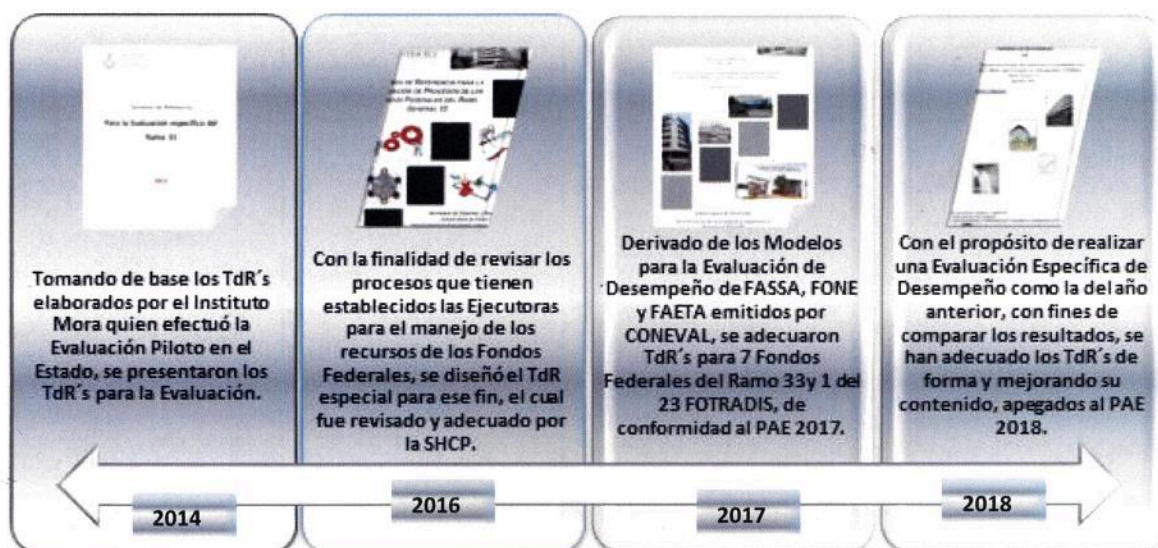 Para la Evaluación específica del
Ramo 33
Tomando de base los TdR´s
elaborados por el Instituto
Mora quien efectuó la
Evaluación Piloto en el
Estado, se presentaron los
TdR´s para la Evaluación.
2014
Con la finalidad de revisar los
procesos que tienen
establecidos las Ejecutoras
para el manejo de los
recursos de los Fondos
Federales, se diseñó el TdR
especial para ese fin, el cual
fue revisado y adecuado por
la SHCP.
2016
Derivado de los Modelos
para la Evaluación de
Desempeño de FASSA, FONE
y FAETA emitidos por
CONEVAL, se adecuaron
TdR´s para 7 Fondos
Federales del Ramo 33y 1 del
23 FOTRADIS, de
conformidad al PAE 2017.
2017
Con el propósito de realizar
una Evaluación Específica de
Desempeño como la del año
anterior, con fines de
comparar los resultados, se
han adecuado los TdR´s de
forma y mejorando su
contenido, apegados al PAE
2018.
2018